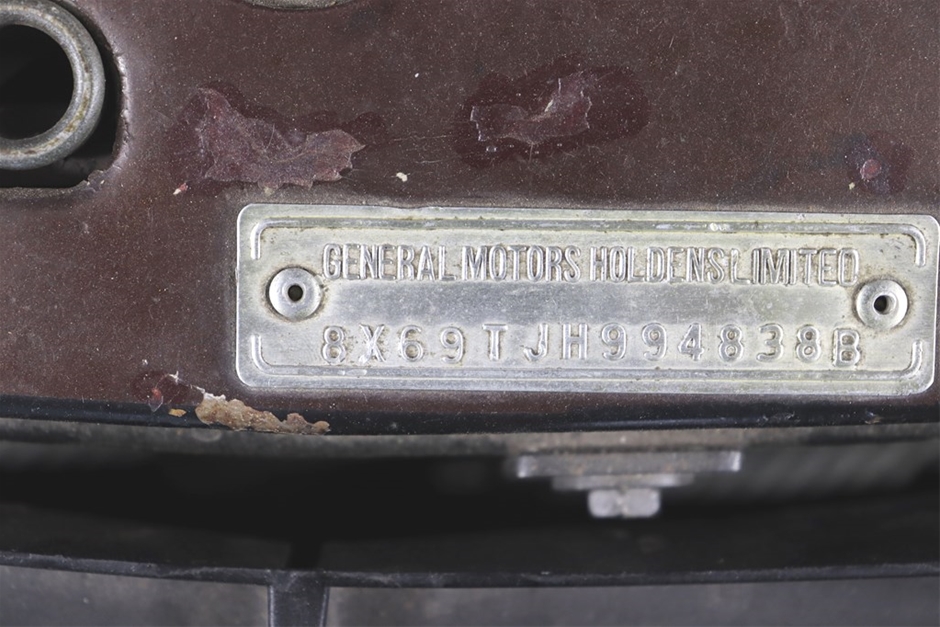 GENERAL MOTORS HOLDENS LIMITED
8X69TJH994838B